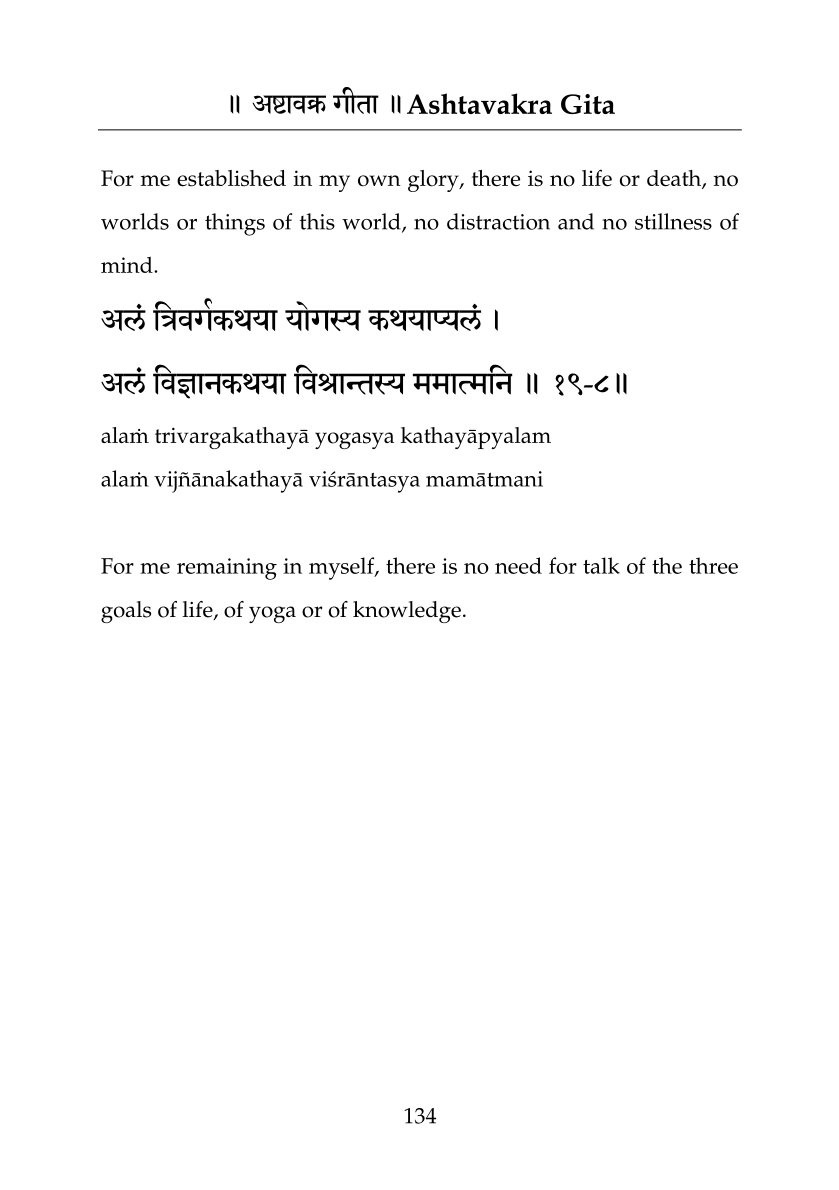 ॥ अष्टावक्र गीता ॥ Ashtavakra Gita
For me established in my own glory, there is no life or death, no
worlds or things of this world, no distraction and no stillness of
mind.
अलं त्रिवर्गकथया योगस्य कथयाप्यलं ।
अलं विज्ञानकथया विश्रान्तस्य ममात्मनि ॥ १९-८॥
alaṁ trivargakathayā yogasya kathayāpyalam
alaṁ vijñānakathayā viśrāntasya mamātmani
For me remaining in myself, there is no need for talk of the three
goals of life, of yoga or of knowledge.
134